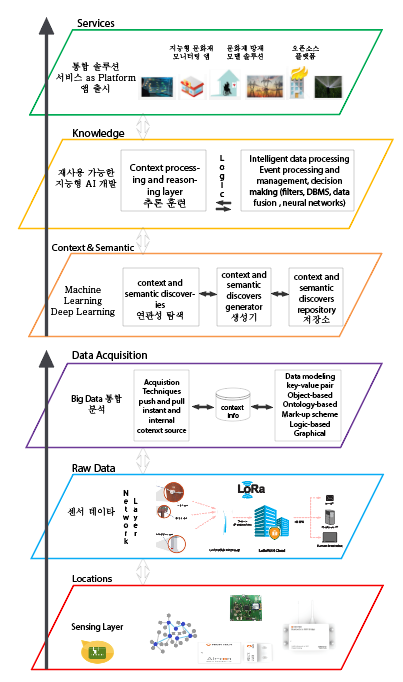 Services
통합 솔루션
서비스 as Platform
앱 출시
지능형 문화재
모니터링 앱
문화재 방재
모델 솔루션
오픈소스
플랫폼
Knowledge
재사용 가능한
지능형 AI 개발
Context process-
ing and reason-
ing layer
추론 훈련
Logic
Intelligent data processing
Event processing and
management, decision
making (filters, DBMS, data
fusion , neural networks)
Context & Semantic
Machine
Learning
Deep Learning
context and
semantic discover-
ies
연관성 탐색
context and
semantic
discovers
generator
생성기
context and
semantic
discovers
repository
저장소
Data Acquisition
Big Data 통합
분석
Acquistion
Techniques
push and pull
instant and
internal
cotenxt source
context
info
Data modeling
key-value pair
Object-based
Ontology-based
Mark-up scheme
Logic-based
Graphical
Raw Data
센서 데이타
Network
Layer
LoRa
LoRaWAN Cloud
Locations
Sensing Layer